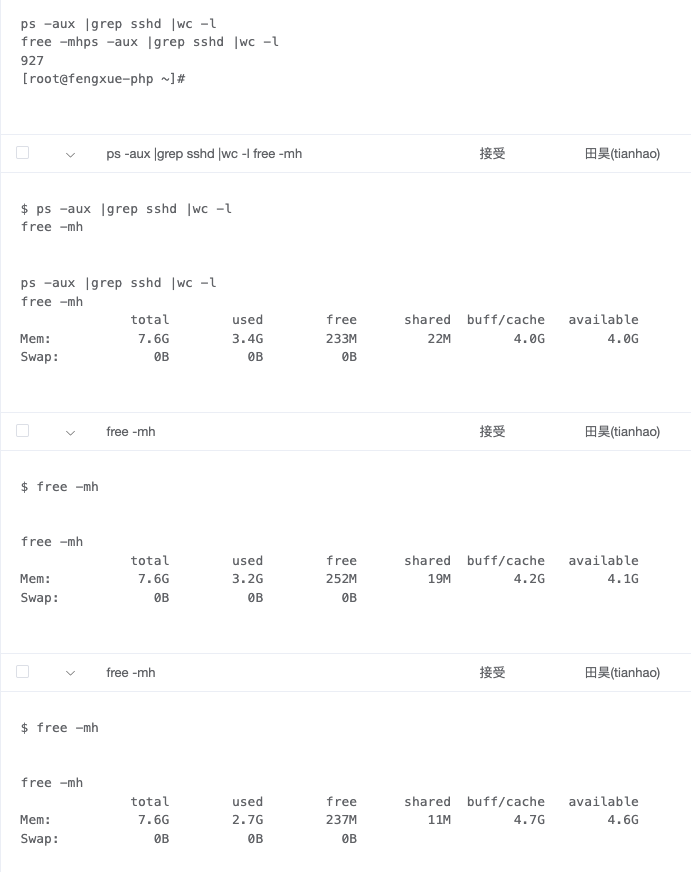 ps -aux |grep sshd |wc -l
free -mhps -aux |grep sshd |wc -l
927
[root@fengxue-php ~]#
ps -aux |grep sshd |wc -l free -mh 接受 田昊(tianhao)
$ ps -aux |grep sshd |wc -l
free -mh
ps -aux |grep sshd |wc -l
free -mh
total used free shared buff/cache available
Mem: 7.6G 3.4G 233M 22M 4.0G 4.0G
Swap: 0B 0B 0B
free -mh 接受 田昊(tianhao)
$ free -mh
free -mh
total used free shared buff/cache available
Mem: 7.6G 3.2G 252M 19M 4.2G 4.1G
Swap: 0B 0B 0B
free -mh 接受 田昊(tianhao)
$ free -mh
free -mh
total used free shared buff/cache available
Mem: 7.6G 2.7G 237M 11M 4.7G 4.6G
Swap: 0B 0B 0B